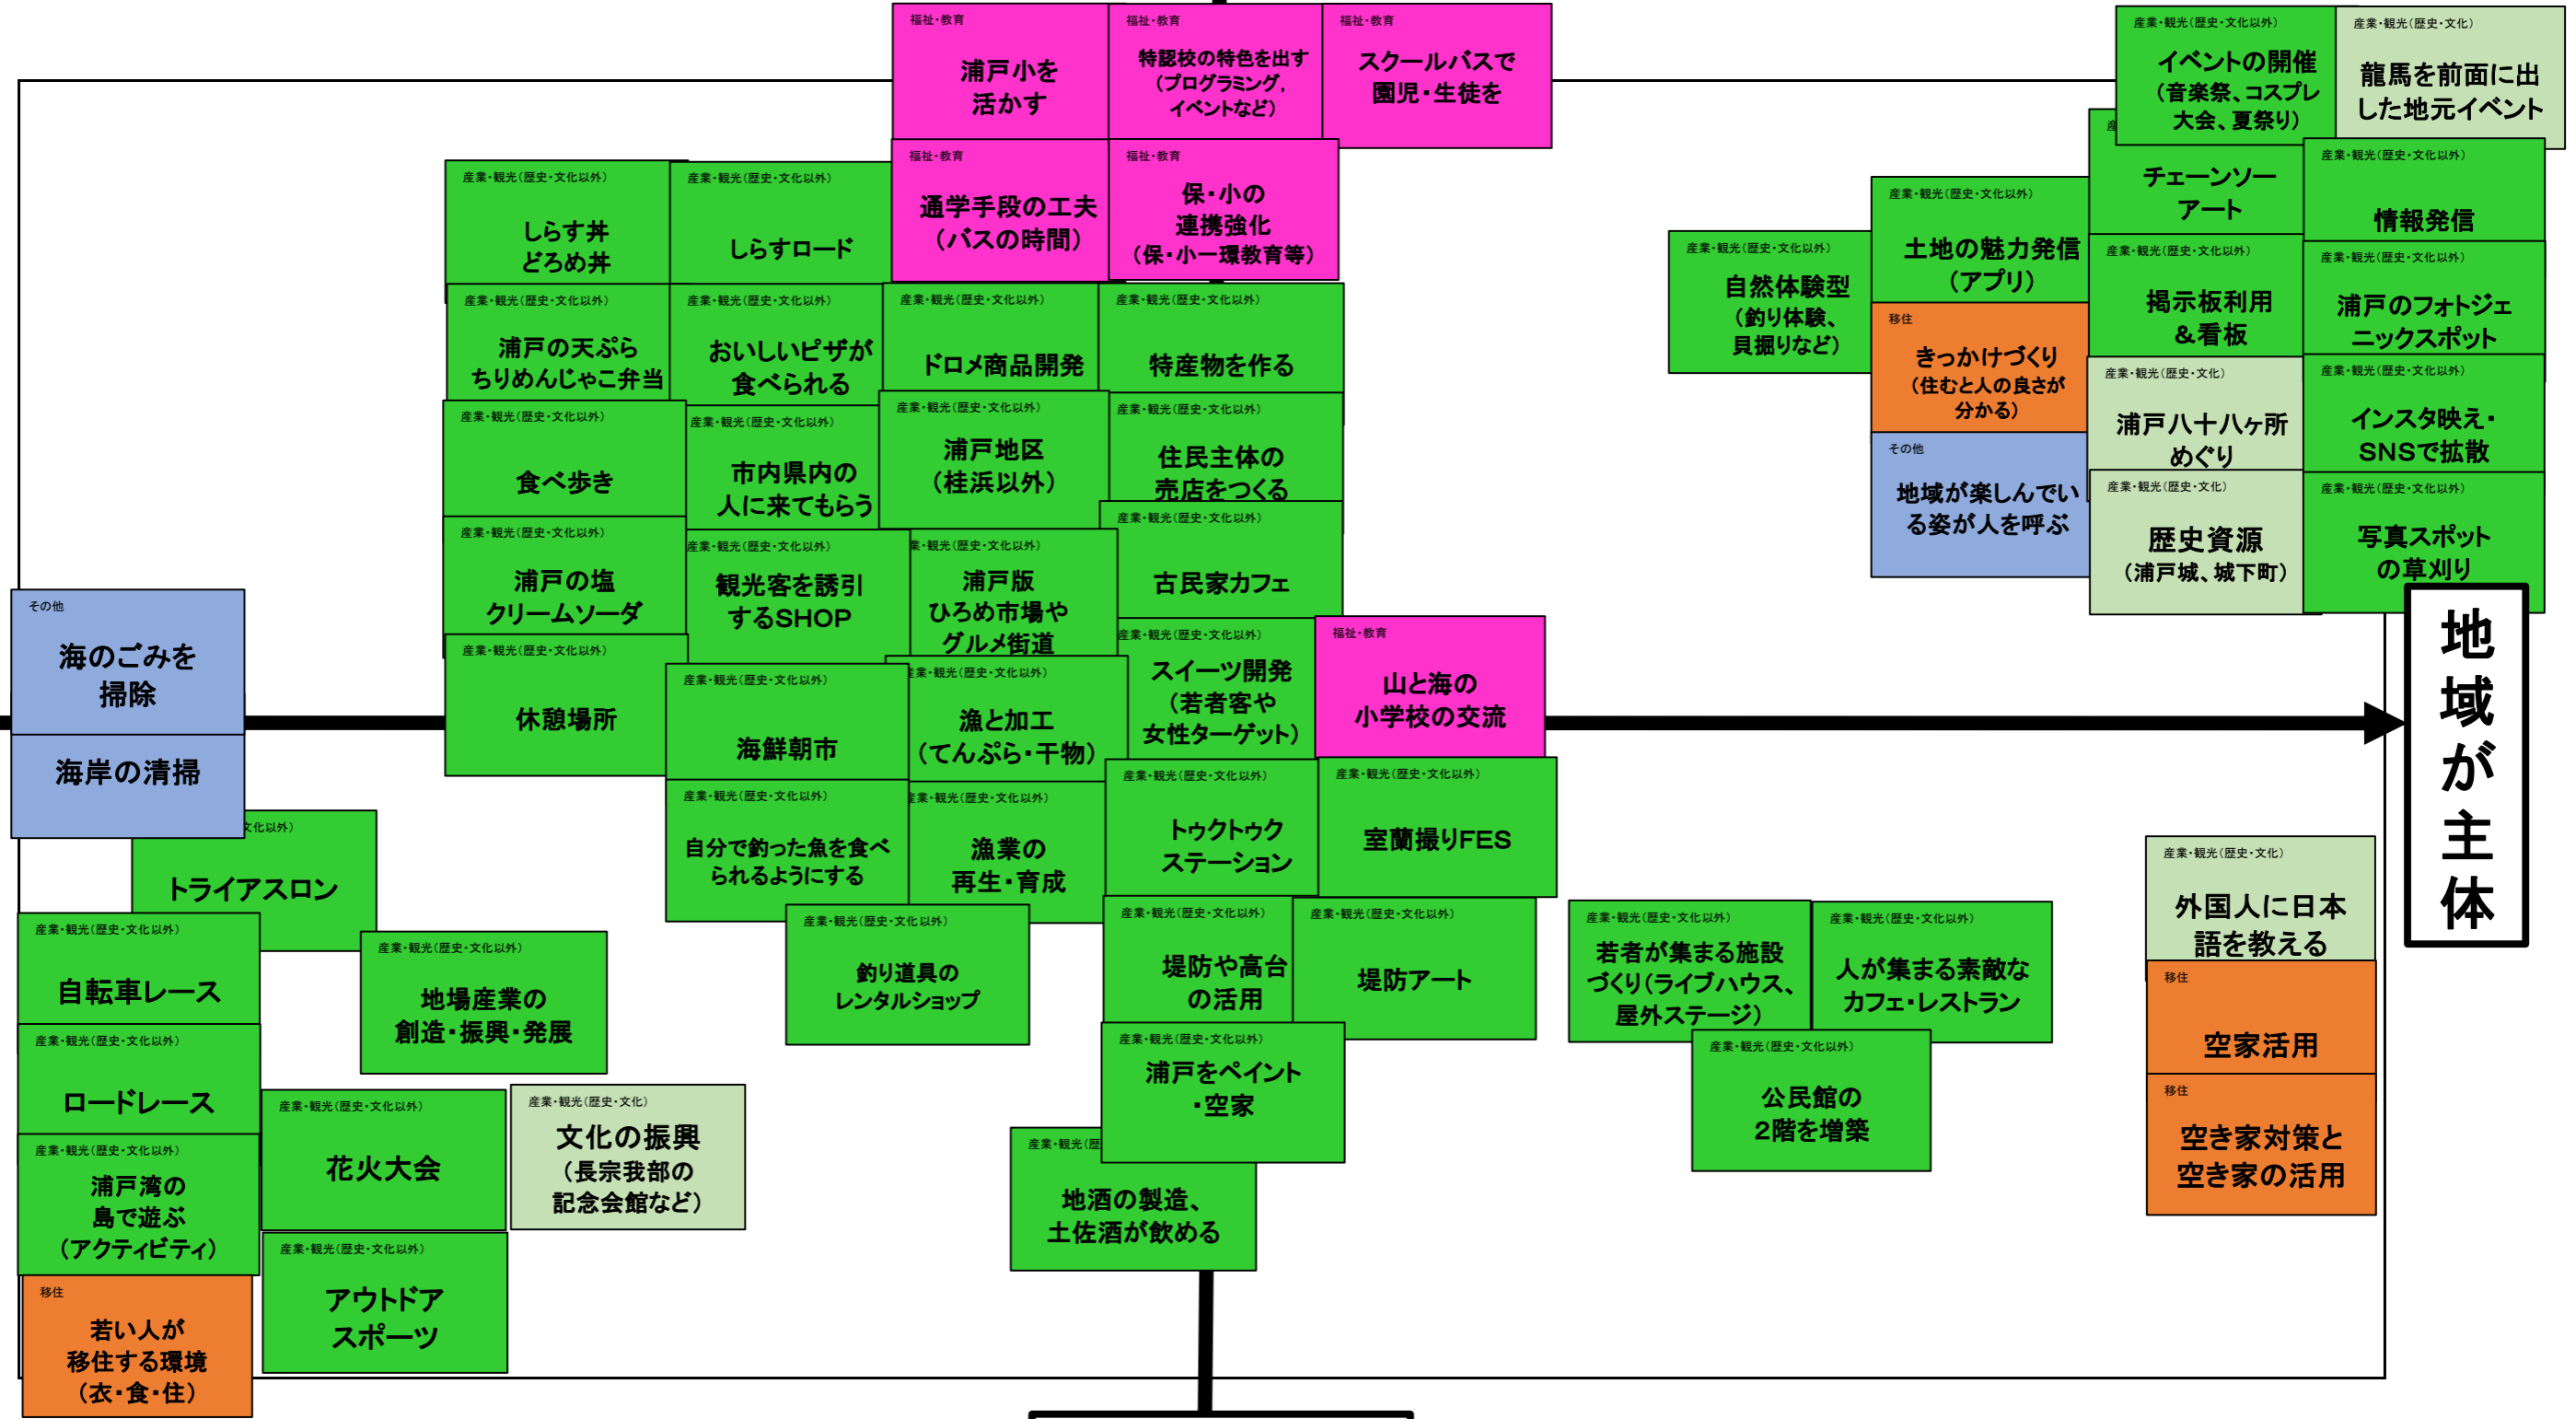 福祉・教育
浦戸小を
活かす
福祉・教育
特認校の特色を出す
（プログラミング，
イベントなど）
福祉・教育
スクールバスで
園児・生徒を
福祉・教育
通学手段の工夫
（バスの時間）
福祉・教育
保・小の
連携強化
（保・小一環教育等）
産業・観光（歴史・文化以外）
イベントの開催
（音楽祭、コスプレ
大会、夏祭り）
産業・観光（歴史・文化）
龍馬を前面に出
した地元イベント
産
チェーンソー
アート
産業・観光（歴史・文化以外）
情報発信
産業・観光（歴史・文化以外）
土地の魅力発信
（アプリ）
産業・観光（歴史・文化以外）
自然体験型
（釣り体験、
貝掘りなど）
産業・観光（歴史・文化以外）
掲示板利用
＆看板
産業・観光（歴史・文化以外）
浦戸のフォトジェ
ニックスポット
移住
きっかけづくり
（住むと人の良さが
分かる）
産業・観光（歴史・文化）
浦戸八十八ヶ所
めぐり
産業・観光（歴史・文化以外）
インスタ映え・
SNSで拡散
その他
地域が楽しんでい
る姿が人を呼ぶ
産業・観光（歴史・文化）
歴史資源
（浦戸城、城下町）
産業・観光（歴史・文化以外）
写真スポット
の草刈り
産業・観光（歴史・文化以外）
しらす丼
どろめ丼
産業・観光（歴史・文化以外）
しらすロード
産業・観光（歴史・文化以外）
浦戸の天ぷら
ちりめんじゃこ弁当
産業・観光（歴史・文化以外）
おいしいピザが
食べられる
産業・観光（歴史・文化以外）
ドロメ商品開発
産業・観光（歴史・文化以外）
特産物を作る
産業・観光（歴史・文化以外）
食べ歩き
産業・観光（歴史・文化以外）
市内県内の
人に来てもらう
産業・観光（歴史・文化以外）
浦戸地区
（桂浜以外）
産業・観光（歴史・文化以外）
住民主体の
売店をつくる
産業・観光（歴史・文化以外）
浦戸の塩
クリームソーダ
産業・観光（歴史・文化以外）
観光客を誘引
するSHOP
業・観光（歴史・文化以外）
浦戸版
ひろめ市場や
グルメ街道
産業・観光（歴史・文化以外）
古民家カフェ
産業・観光（歴史・文化以外）
休憩場所
産業・観光（歴史・文化以外）
海鮮朝市
産業・観光（歴史・文化以外）
漁と加工
（てんぷら・干物）
産業・観光（歴史・文化以外）
スイーツ開発
（若者客や
女性ターゲット）
福祉・教育
山と海の
小学校の交流
地域が主体
その他
海のごみを
掃除
海岸の清掃
文化以外）
トライアスロン
産業・観光（歴史・文化以外）
自転車レース
産業・観光（歴史・文化以外）
地場産業の
創造・振興・発展
産業・観光（歴史・文化以外）
ロードレース
産業・観光（歴史・文化以外）
花火大会
産業・観光（歴史・文化）
文化の振興
（長宗我部の
記念会館など）
産業・観光（歴史・文化以外）
浦戸湾の
島で遊ぶ
（アクティビティ）
産業・観光（歴史・文化以外）
アウトドア
スポーツ
移住
若い人が
移住する環境
（衣・食・住）
産業・観光（歴史・文化以外）
自分で釣った魚を食べ
られるようにする
産業・観光（歴史・文化以外）
漁業の
再生・育成
産業・観光（歴史・文化以外）
トゥクトゥク
ステーション
産業・観光（歴史・文化以外）
室蘭撮りFES
産業・観光（歴史・文化以外）
釣り道具の
レンタルショップ
産業・観光（歴史・文化以外）
堤防や高台
の活用
産業・観光（歴史・文化以外）
堤防アート
産業・観光（歴史・文化以外）
浦戸をペイント
・空家
産業・観光（歴
地酒の製造、
土佐酒が飲める
産業・観光（歴史・文化以外）
若者が集まる施設
づくり（ライブハウス、
屋外ステージ）
産業・観光（歴史・文化以外）
人が集まる素敵な
カフェ・レストラン
産業・観光（歴史・文化以外）
公民館の
2階を増築
産業・観光（歴史・文化）
外国人に日本
語を教える
移住
空家活用
移住
空き家対策と
空き家の活用